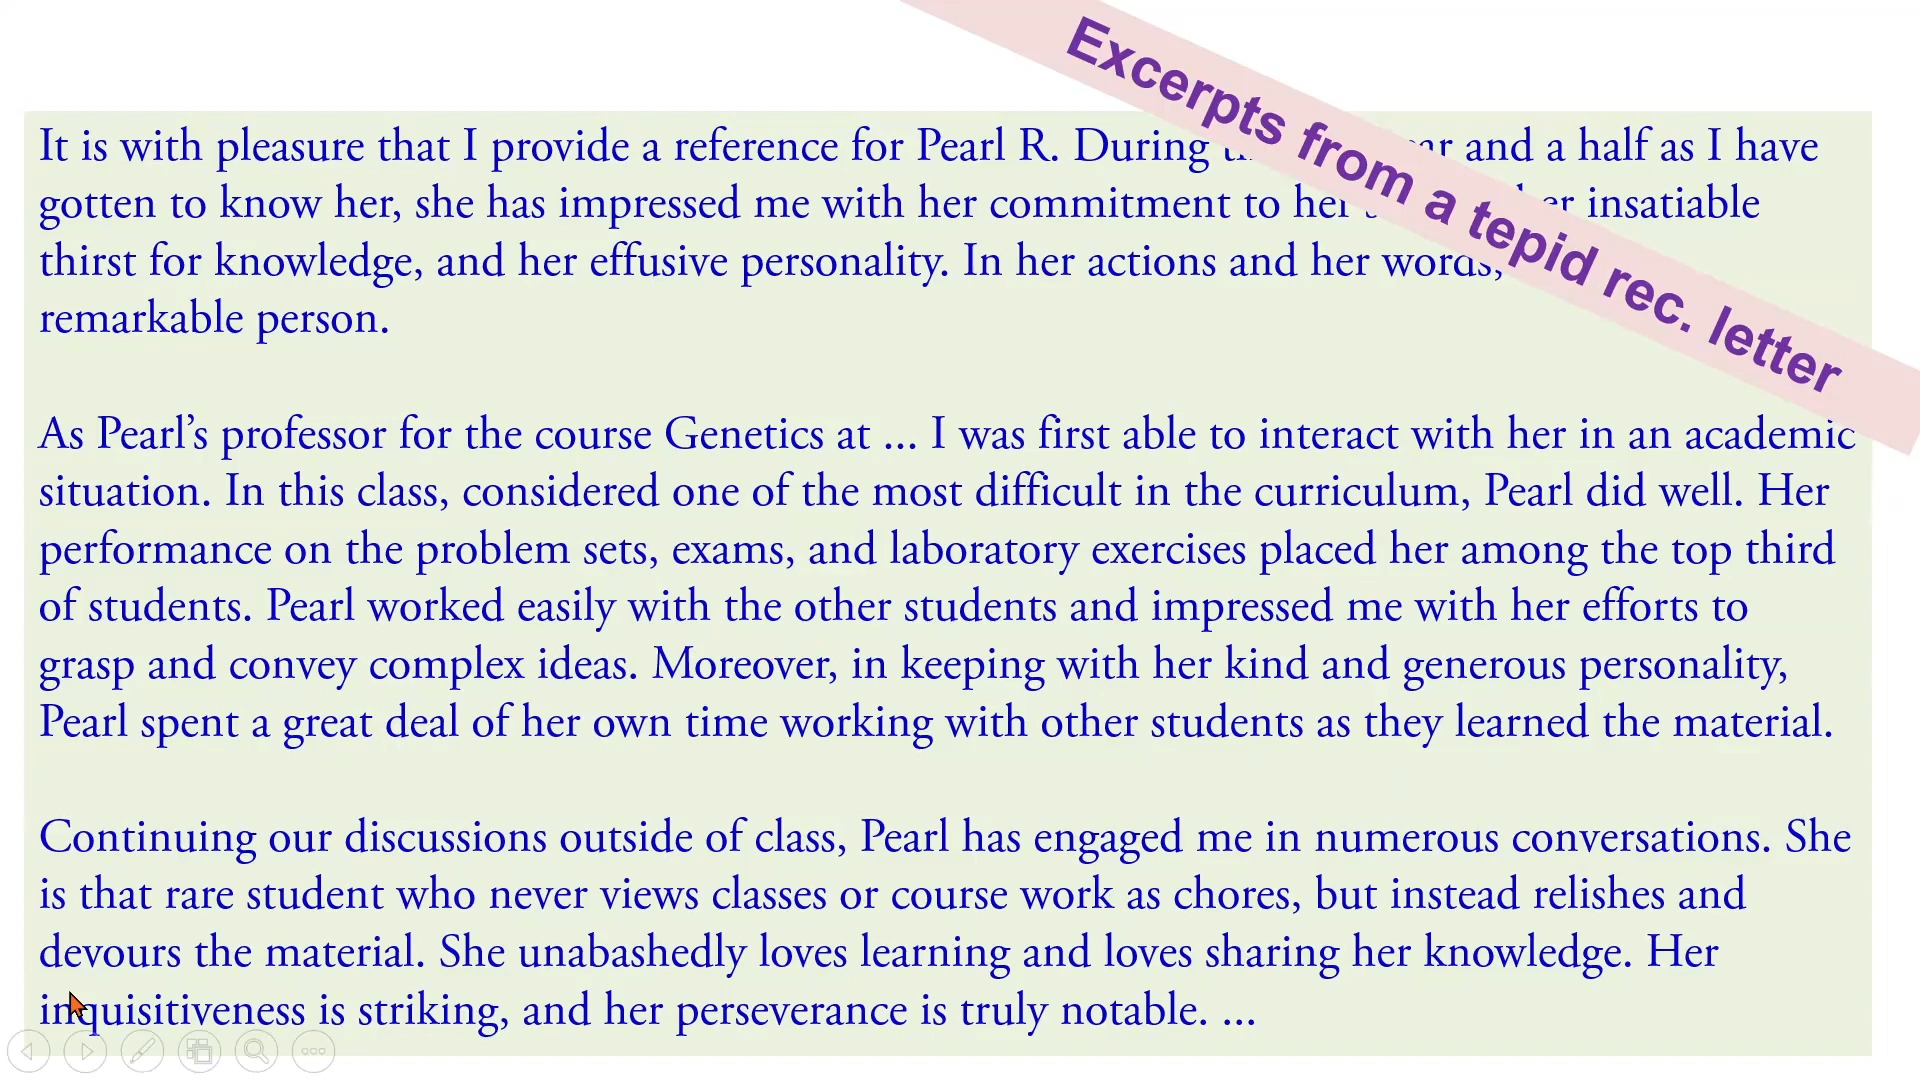 Excerpts from a tepid rec. letter
It is with pleasure that I provide a reference for Pearl R. During and a half as I have
gotten to know her, she has impressed me with her commitment to her insatiable
thirst for knowledge, and her effusive personality. In her actions and her words,
remarkable person.
As Pearl’s professor for the course Genetics at ... I was first able to interact with her in an academic
situation. In this class, considered one of the most difficult in the curriculum, Pearl did well. Her
performance on the problem sets, exams, and laboratory exercises placed her among the top third
of students. Pearl worked easily with the other students and impressed me with her efforts to
grasp and convey complex ideas. Moreover, in keeping with her kind and generous personality,
Pearl spent a great deal of her own time working with other students as they learned the material.
Continuing our discussions outside of class, Pearl has engaged me in numerous conversations. She
is that rare student who never views classes or course work as chores, but instead relishes and
devours the material. She unabashedly loves learning and loves sharing her knowledge. Her
inquisitiveness is striking, and her perseverance is truly notable. ...